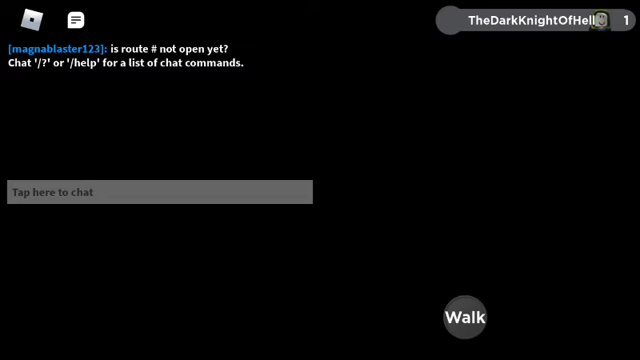 TheDarkKnightOfHell 1
[magnablaster123]: is route # not open yet?
Chat '/?' or '/help' for a list of chat commands.
Tap here to chat
Walk